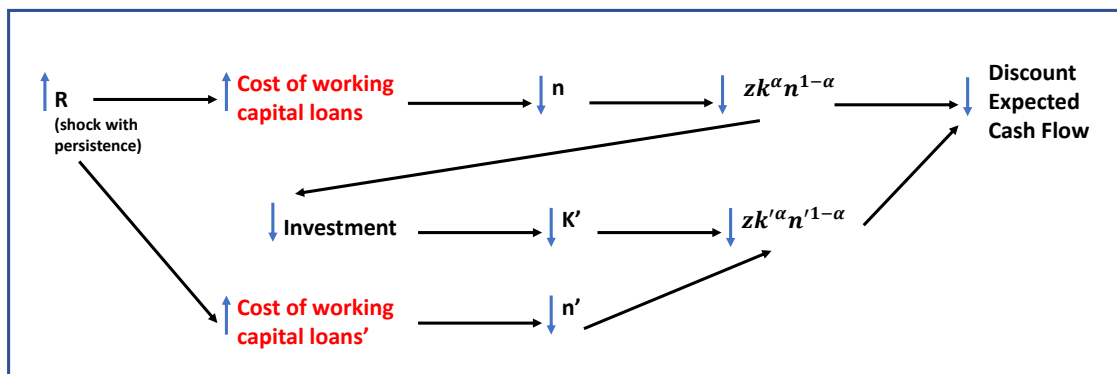 R
(shock with
persistence)
Cost of working
capital loans
n
zk^α n^{1−α}
Discount
Expected
Cash Flow
Investment
K’
zk′^α n′^{1−α}
Cost of working
capital loans’
n’